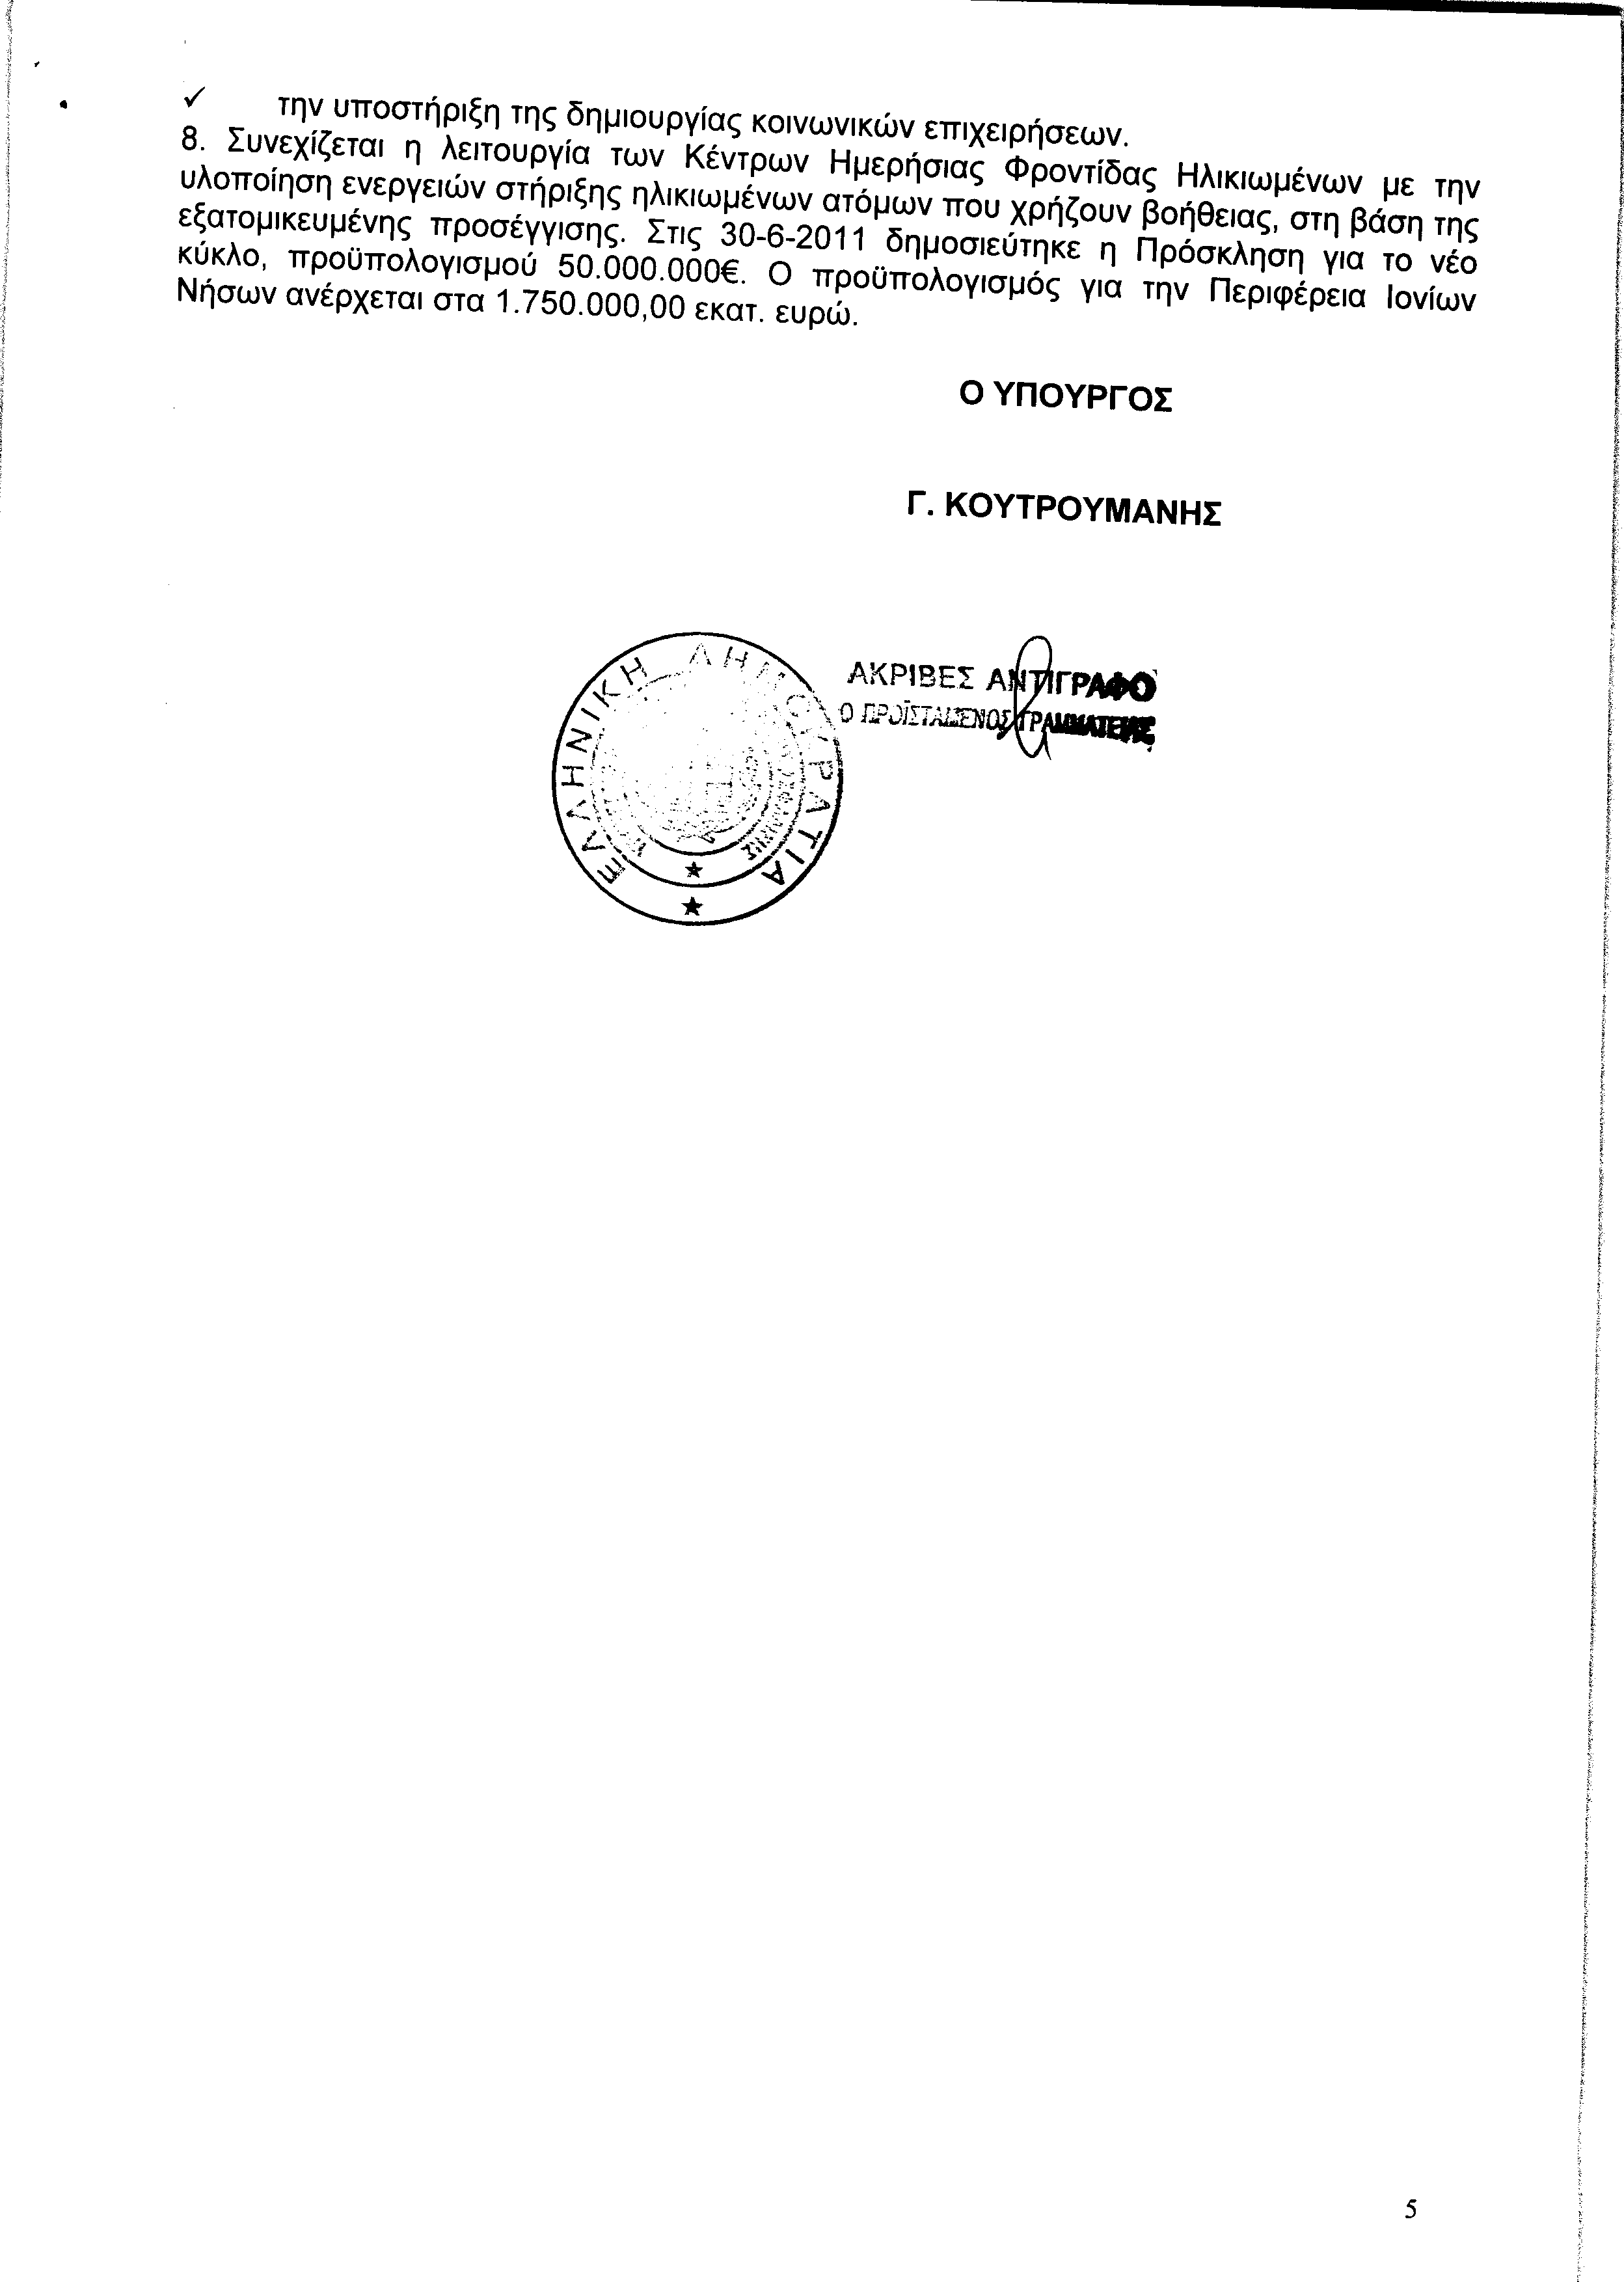 ✓ την υποστήριξη της δημιουργίας κοινωνικών επιχειρήσεων.
8. Συνεχίζεται η λειτουργία των Κέντρων Ημερήσιας Φροντίδας Ηλικιωμένων με την
υλοποίηση ενεργειών στήριξης ηλικιωμένων ατόμων που χρήζουν βοήθειας, στη βάση της
εξατομικευμένης προσέγγισης. Στις 30-6-2011 δημοσιεύτηκε η Πρόσκληση για το νέο
κύκλο, προϋπολογισμού 50.000.000€. Ο προϋπολογισμός για την Περιφέρεια Ιονίων
Νήσων ανέρχεται στα 1.750.000,00 εκατ. ευρώ.
Ο ΥΠΟΥΡΓΟΣ
Γ. ΚΟΥΤΡΟΥΜΑΝΗΣ
ΑΚΡΙΒΕΣ ΑΝΤΙΓΡΑΦΟ
Ο ΠΡΟΪΣΤΑΜΕΝΟΣ ΓΡΑΜΜΑΤΕΙΑΣ
ΕΛΛΗΝΙΚΗ ΔΗΜΟΚΡΑΤΙΑ
5